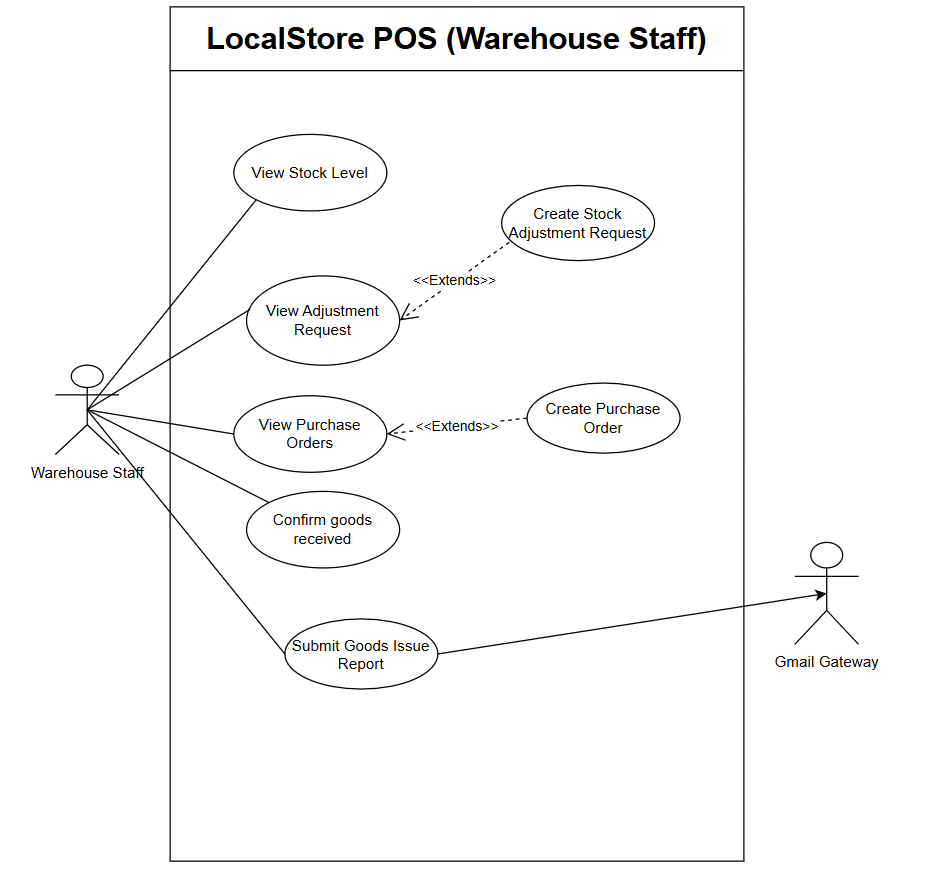 LocalStore POS (Warehouse Staff)
View Stock Level
Create Stock
Adjustment Request
<<Extends>>
View Adjustment
Request
View Purchase
Orders
<<Extends>>
Create Purchase
Order
Warehouse Staff
Confirm goods
received
Submit Goods Issue
Report
Gmail Gateway